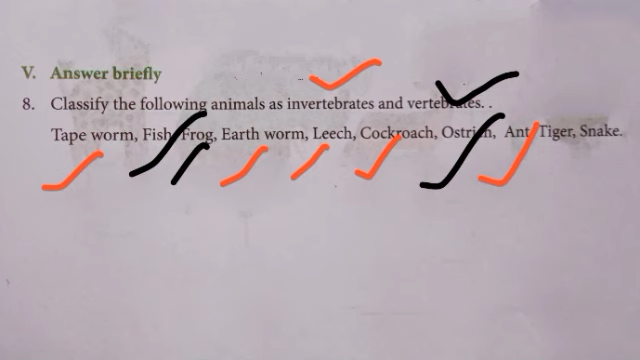 V. Answer briefly
8. Classify the following animals as invertebrates and vertebrates. .
Tape worm, Fish, Frog, Earth worm, Leech, Cockroach, Ostrich, Ant, Tiger, Snake.